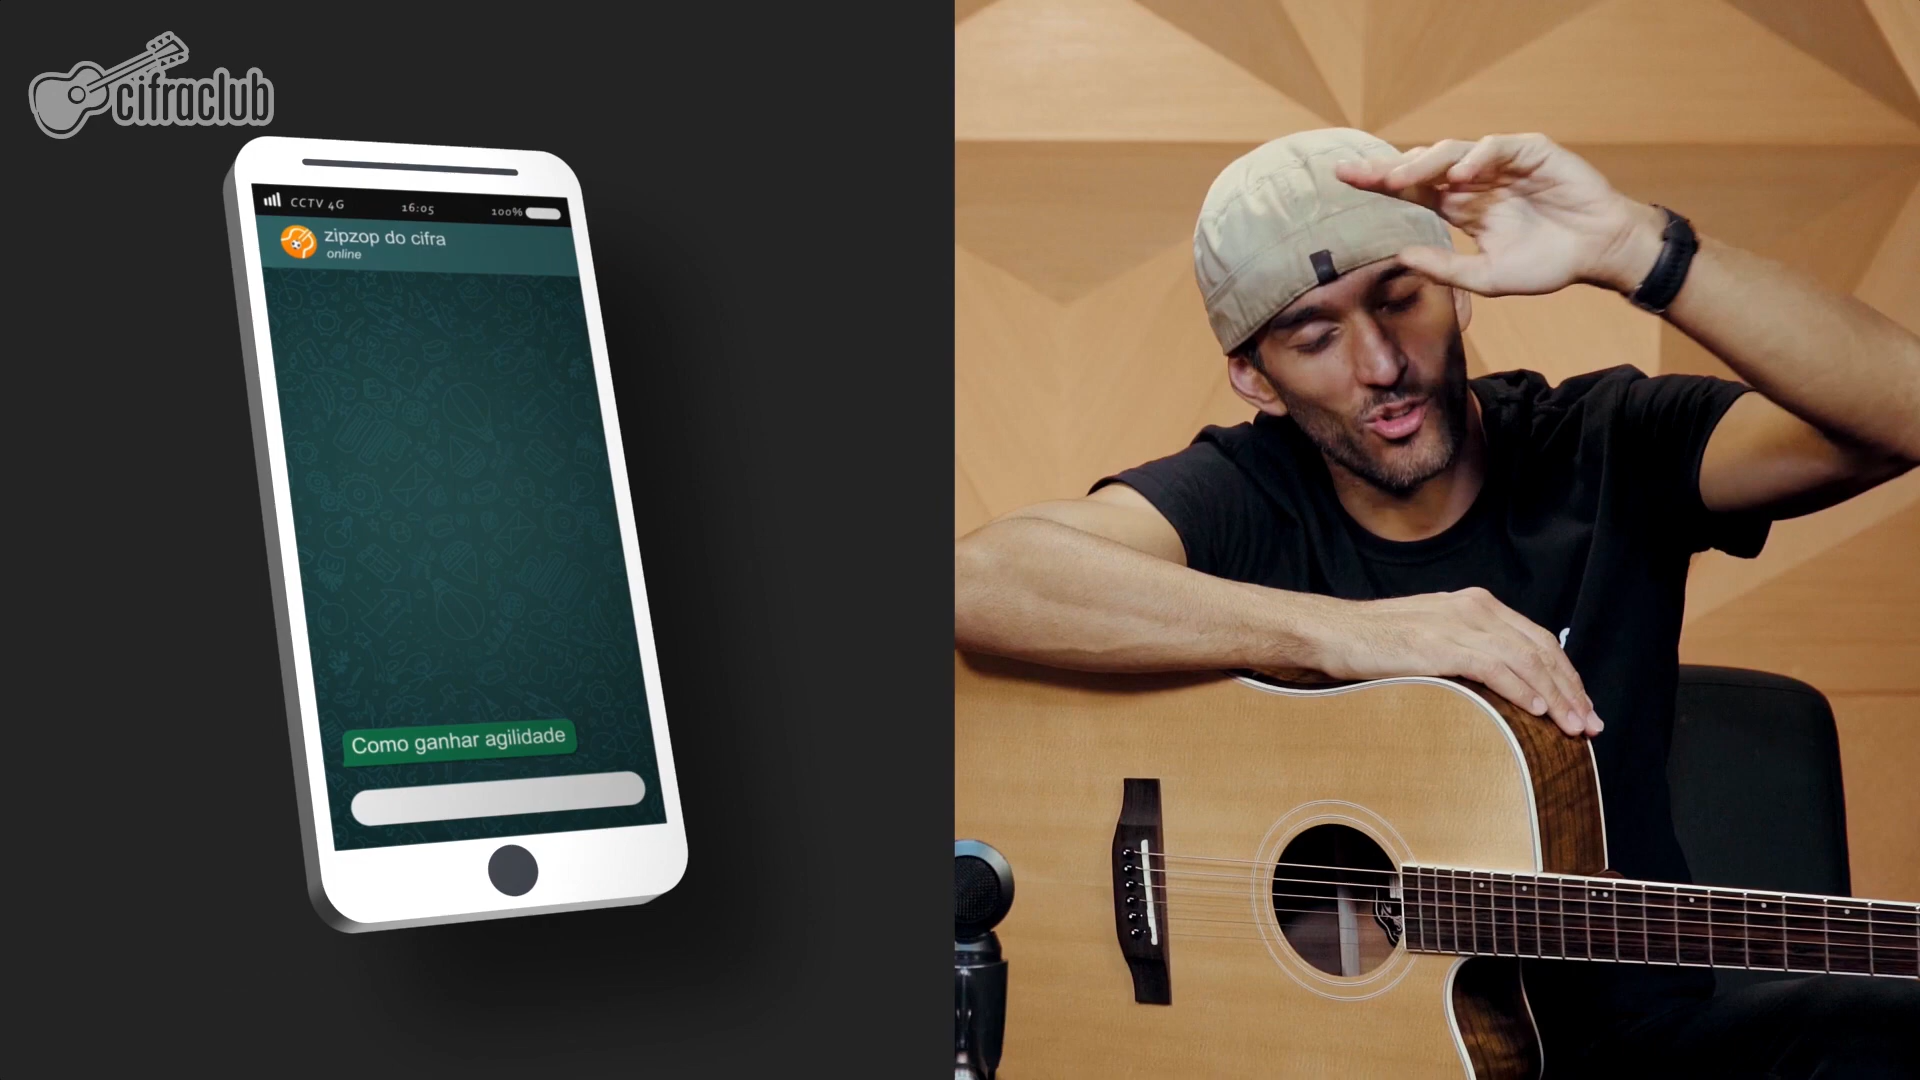 cifraclub
CCTV 4G 16:05 100%
zipzop do cifra
online
Como ganhar agilidade